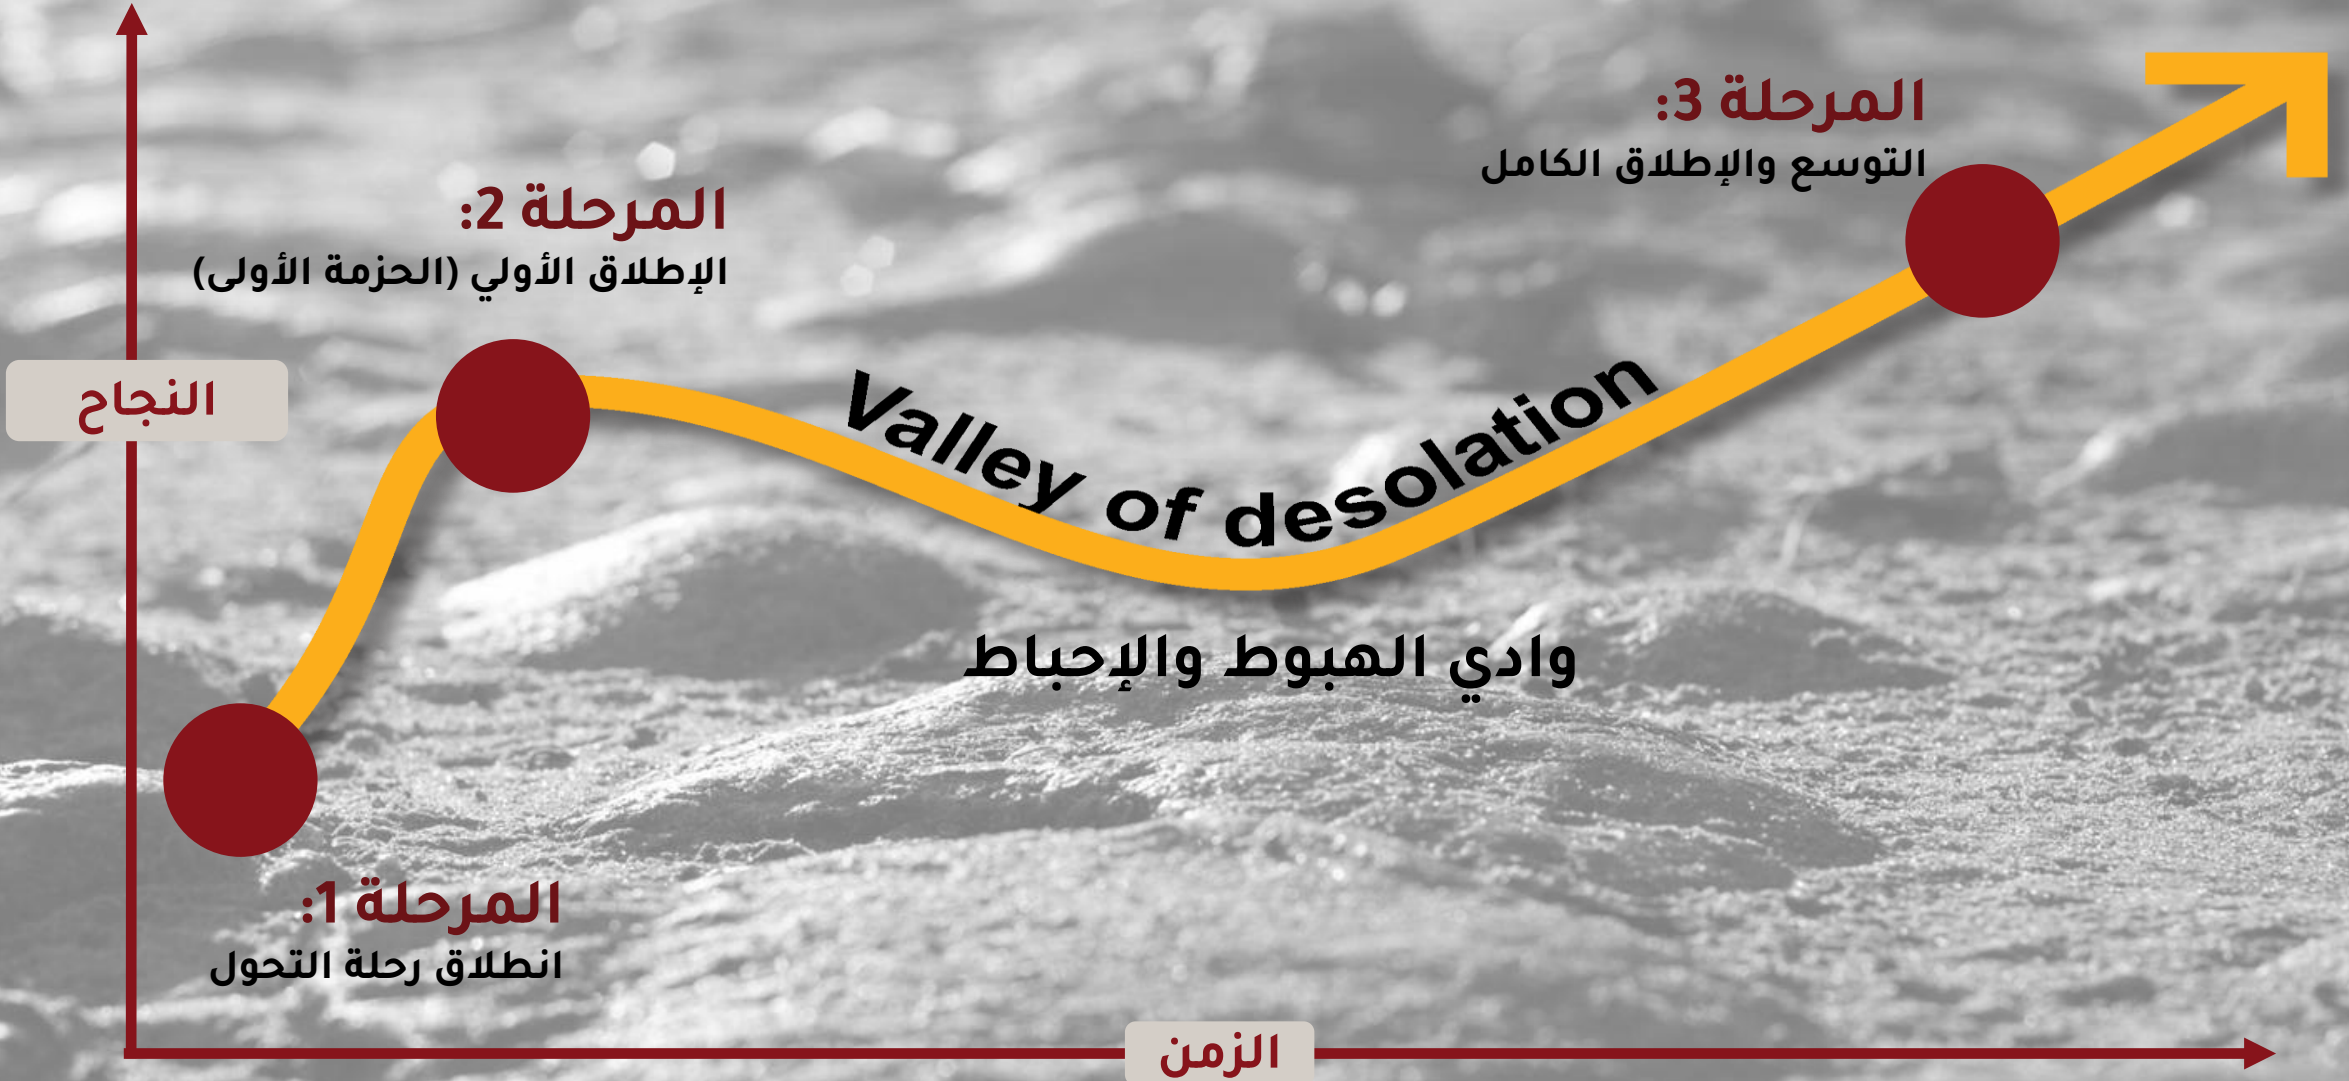 المرحلة 3:
التوسع والإطلاق الكامل
المرحلة 2:
الإطلاق الأولي (الحزمة الأولى)
النجاح
Valley of desolation
وادي الهبوط والإحباط
المرحلة 1:
انطلاق رحلة التحول
الزمن